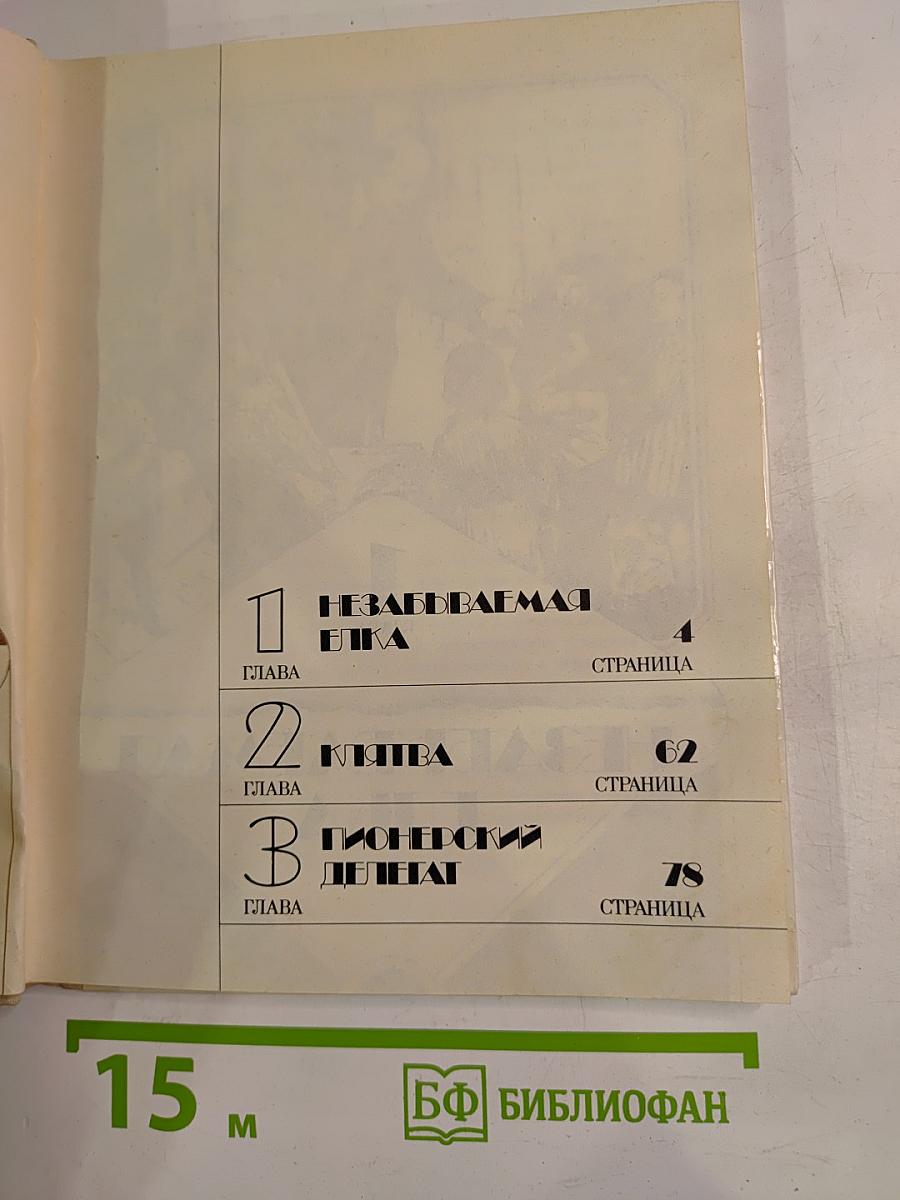 1 НЕЗАБЫВАЕМАЯ
ЕЛКА 4
ГЛАВА СТРАНИЦА
2 КЛЯТВА 62
ГЛАВА СТРАНИЦА
3 ПИОНЕРСКИЙ
ДЕЛЕГАТ 78
ГЛАВА СТРАНИЦА
15 м
БФ БИБЛИОФАН